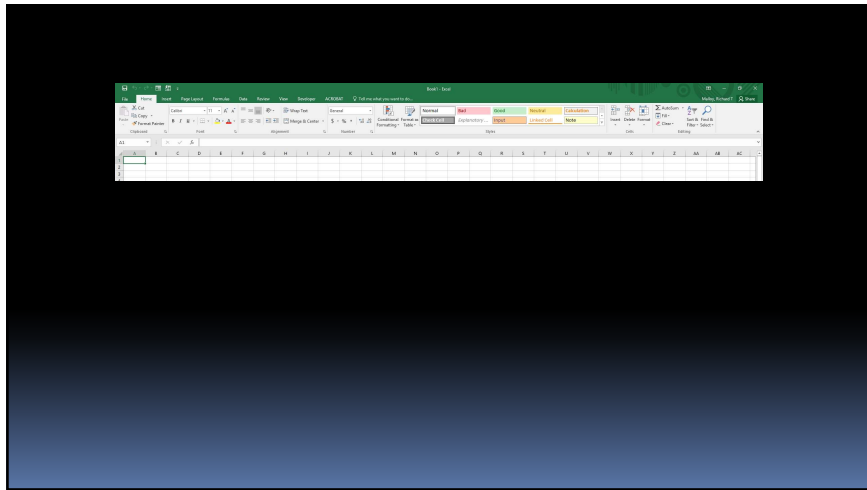 Book1 - Excel
File Home Insert Page Layout Formulas Data Review View Developer ACROBAT Tell me what you want to do... Share
Cut
Copy
Format Painter
Paste
Calibri 11
Wrap Text
Merge & Center
General
Conditional Formatting
Format as Table
Normal Bad Good Neutral Calculation
Check Cell Explanatory ... Input Linked Cell Note
Insert Delete Format
AutoSum
Fill
Clear
Sort & Filter
Find & Select
Clipboard Font Alignment Number Styles Cells Editing
A1 fx
A B C D E F G H I J K L M N O P Q R S T U V W X Y Z AA AB AC
1
2
3